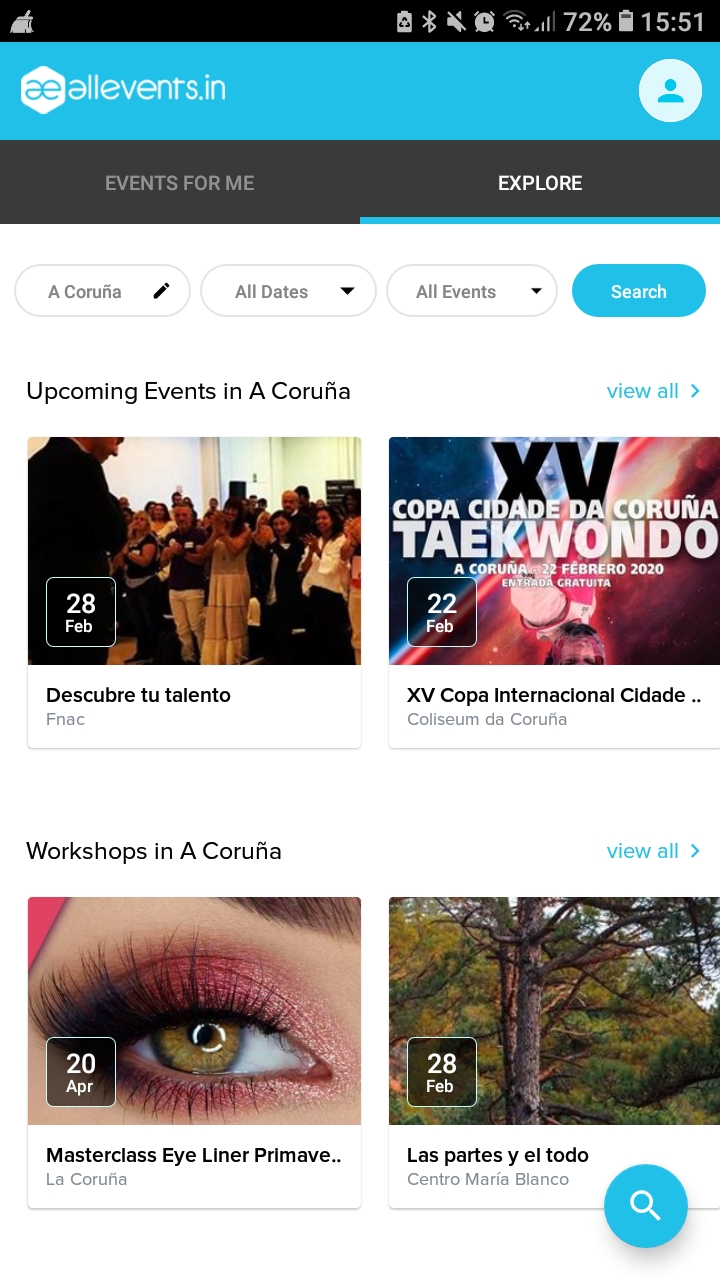 72% 15:51
æ allevents.in
EVENTS FOR ME
EXPLORE
A Coruña
All Dates
All Events
Search
Upcoming Events in A Coruña
view all
28
Feb
Descubre tu talento
Fnac
XV
COPA CIDADE DA CORUÑA
TAEKWONDO
A CORUÑA - 22 FEBRERO 2020
ENTRADA GRATUITA
22
Feb
XV Copa Internacional Cidade ..
Coliseum da Coruña
Workshops in A Coruña
view all
20
Apr
Masterclass Eye Liner Primave..
La Coruña
28
Feb
Las partes y el todo
Centro María Blanco